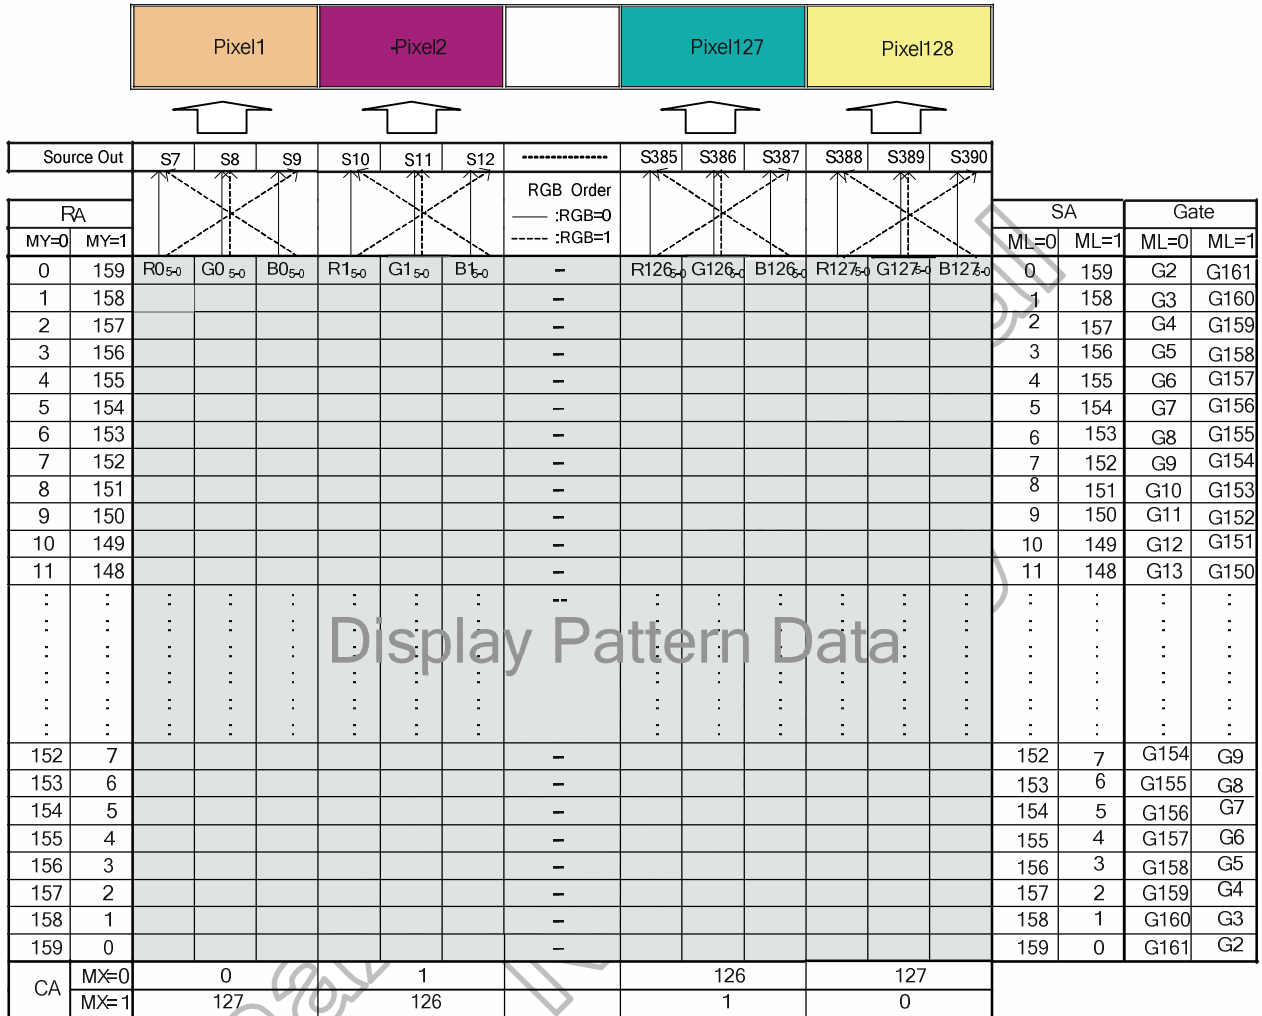 Pixel1 -Pixel2 Pixel127 Pixel128
Source Out S7 S8 S9 S10 S11 S12 S385 S386 S387 S388 S389 S390
RGB Order
:RGB=0
:RGB=1
RA SA Gate
MY=0 MY=1 ML=0 ML=1 ML=0 ML=1
0 159 R05-0 G05-0 B05-0 R15-0 G15-0 B15-0 -- R1265-0 G1265-0 B1265-0 R1275-0 G1275-0 B1275-0 0 159 G2 G161
1 158 -- 1 158 G3 G160
2 157 -- 2 157 G4 G159
3 156 -- 3 156 G5 G158
4 155 -- 4 155 G6 G157
5 154 -- 5 154 G7 G156
6 153 -- 6 153 G8 G155
7 152 -- 7 152 G9 G154
8 151 -- 8 151 G10 G153
9 150 -- 9 150 G11 G152
10 149 -- 10 149 G12 G151
11 148 -- 11 148 G13 G150
Display Pattern Data
152 7 -- 152 7 G154 G9
153 6 -- 153 6 G155 G8
154 5 -- 154 5 G156 G7
155 4 -- 155 4 G157 G6
156 3 -- 156 3 G158 G5
157 2 -- 157 2 G159 G4
158 1 -- 158 1 G160 G3
159 0 -- 159 0 G161 G2
CA MX=0 0 1 126 127
MX=1 127 126 1 0